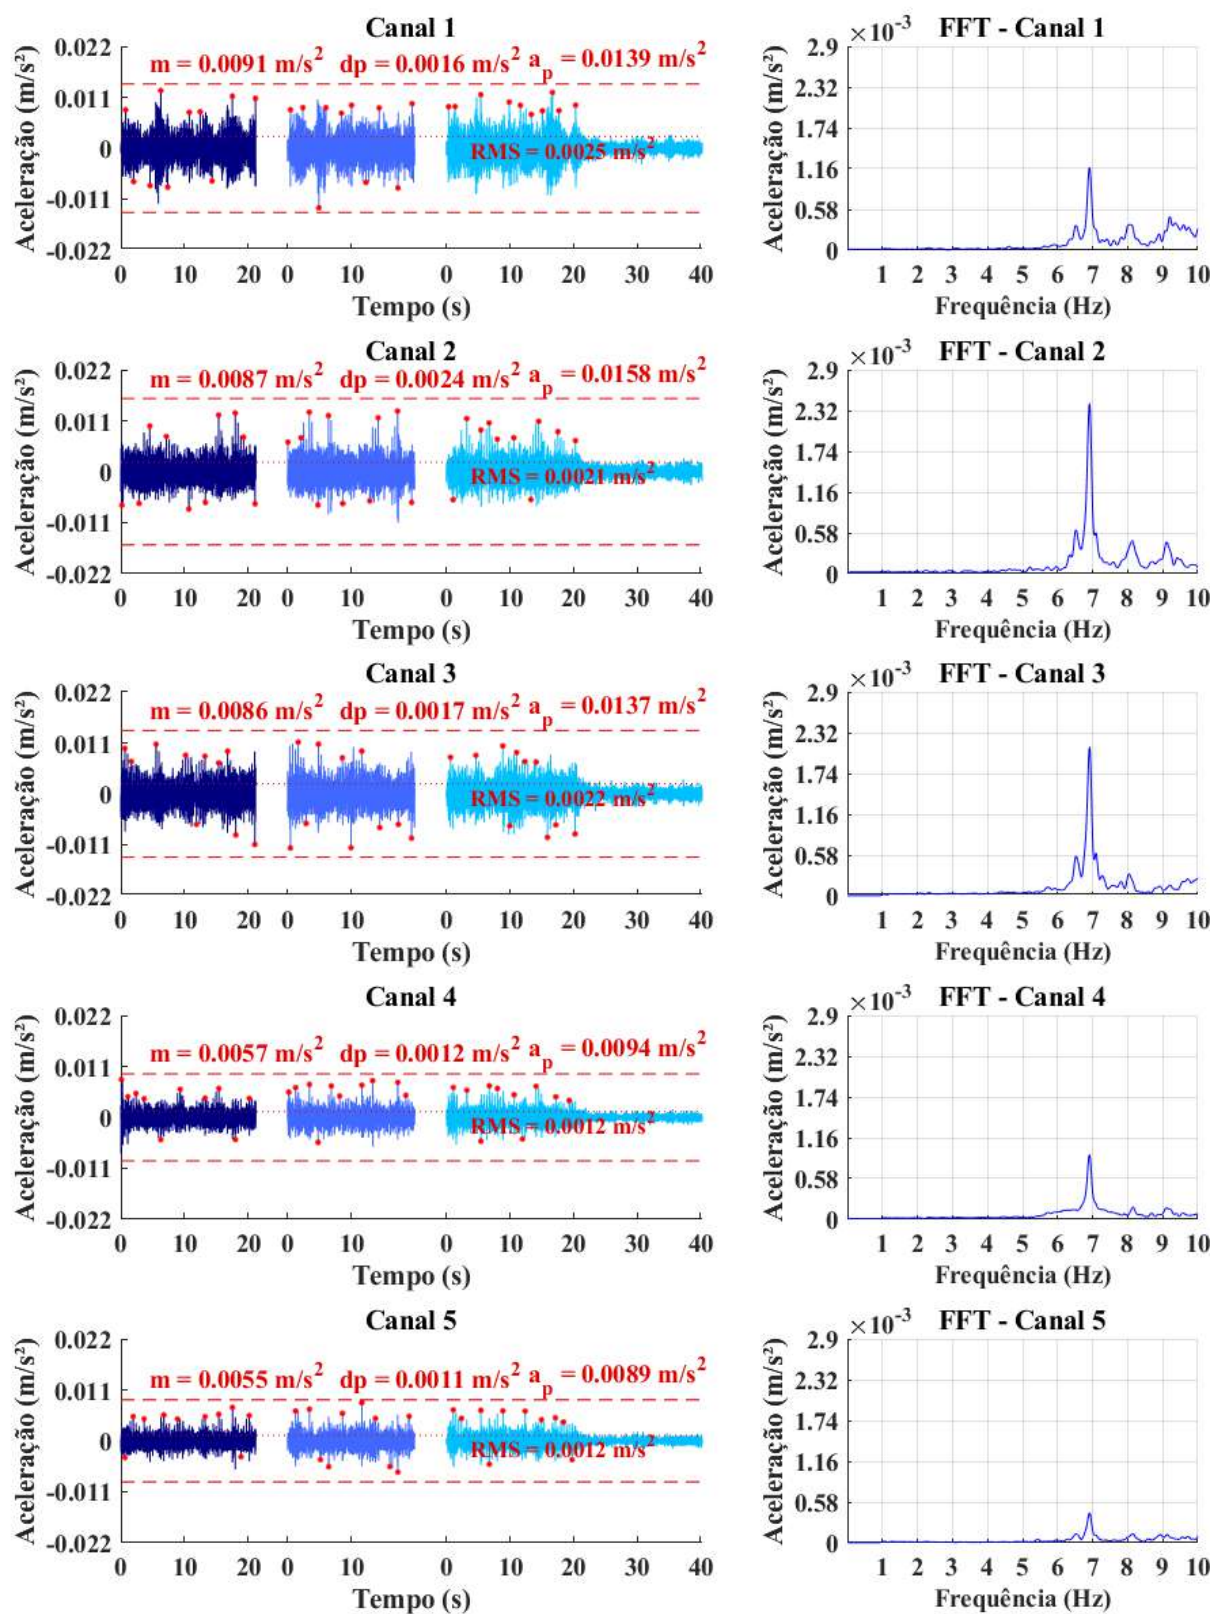 Canal 1
0.022
m = 0.0091 m/s² dp = 0.0016 m/s² aₚ = 0.0139 m/s²
0.011
0
RMS = 0.0025 m/s²
-0.011
-0.022
Aceleração (m/s²)
0 10 20 0 10 0 10 20 30 40
Tempo (s)
×10⁻³ FFT - Canal 1
2.9
2.32
1.74
1.16
0.58
0
Aceleração (m/s²)
1 2 3 4 5 6 7 8 9 10
Frequência (Hz)
Canal 2
0.022
m = 0.0087 m/s² dp = 0.0024 m/s² aₚ = 0.0158 m/s²
0.011
0
RMS = 0.0021 m/s²
-0.011
-0.022
Aceleração (m/s²)
0 10 20 0 10 0 10 20 30 40
Tempo (s)
×10⁻³ FFT - Canal 2
2.9
2.32
1.74
1.16
0.58
0
Aceleração (m/s²)
1 2 3 4 5 6 7 8 9 10
Frequência (Hz)
Canal 3
0.022
m = 0.0086 m/s² dp = 0.0017 m/s² aₚ = 0.0137 m/s²
0.011
0
RMS = 0.0022 m/s²
-0.011
-0.022
Aceleração (m/s²)
0 10 20 0 10 0 10 20 30 40
Tempo (s)
×10⁻³ FFT - Canal 3
2.9
2.32
1.74
1.16
0.58
0
Aceleração (m/s²)
1 2 3 4 5 6 7 8 9 10
Frequência (Hz)
Canal 4
0.022
m = 0.0057 m/s² dp = 0.0012 m/s² aₚ = 0.0094 m/s²
0.011
0
RMS = 0.0012 m/s²
-0.011
-0.022
Aceleração (m/s²)
0 10 20 0 10 0 10 20 30 40
Tempo (s)
×10⁻³ FFT - Canal 4
2.9
2.32
1.74
1.16
0.58
0
Aceleração (m/s²)
1 2 3 4 5 6 7 8 9 10
Frequência (Hz)
Canal 5
0.022
m = 0.0055 m/s² dp = 0.0011 m/s² aₚ = 0.0089 m/s²
0.011
0
RMS = 0.0012 m/s²
-0.011
-0.022
Aceleração (m/s²)
0 10 20 0 10 0 10 20 30 40
Tempo (s)
×10⁻³ FFT - Canal 5
2.9
2.32
1.74
1.16
0.58
0
Aceleração (m/s²)
1 2 3 4 5 6 7 8 9 10
Frequência (Hz)